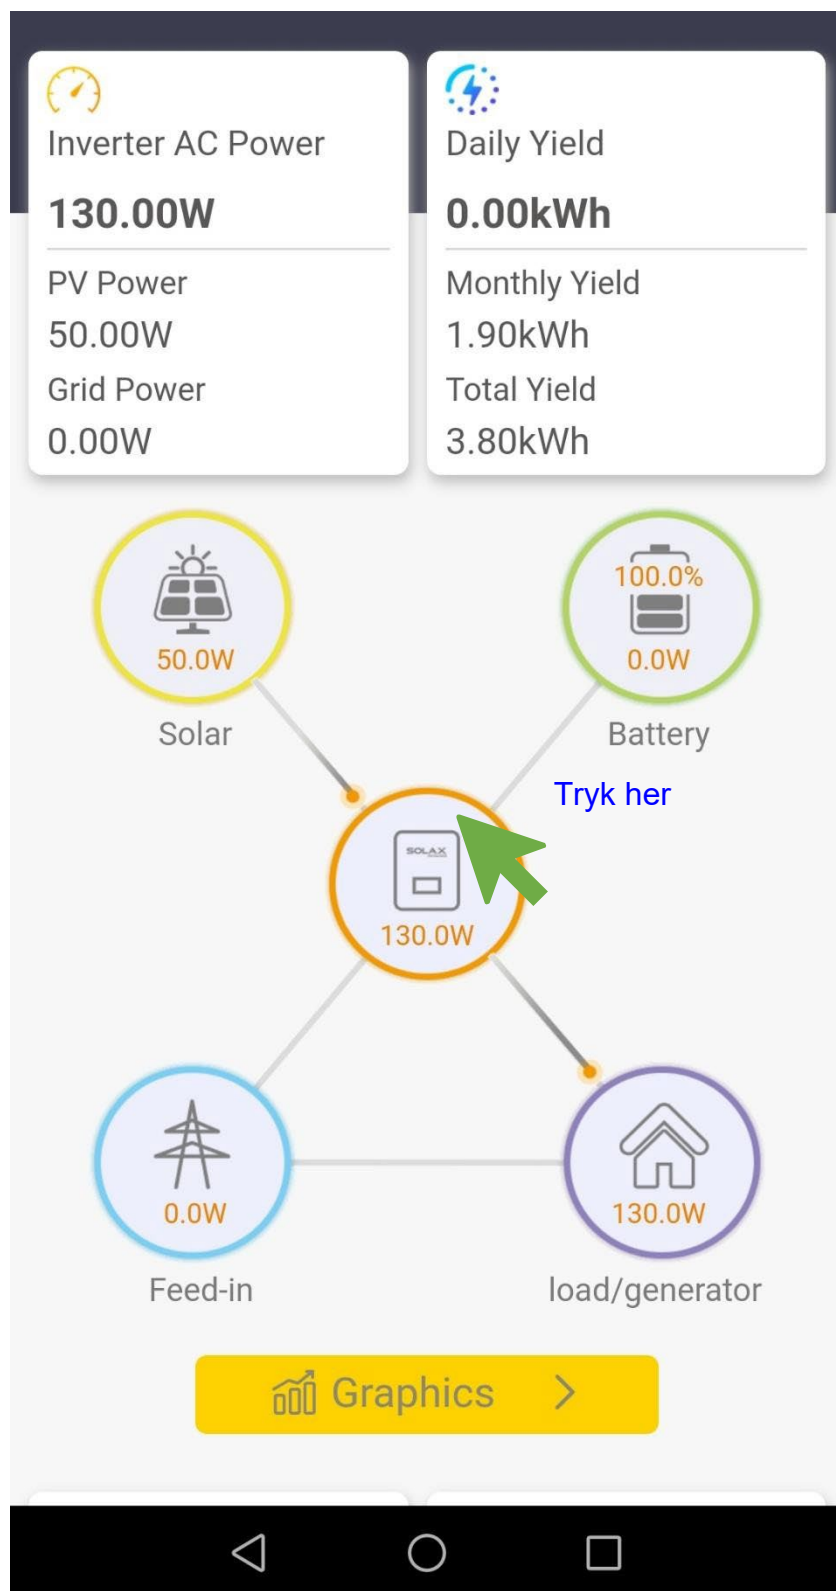 Inverter AC Power
130.00W
PV Power
50.00W
Grid Power
0.00W
Daily Yield
0.00kWh
Monthly Yield
1.90kWh
Total Yield
3.80kWh
50.0W
Solar
100.0%
0.0W
Battery
Tryk her
SOLAX
130.0W
0.0W
Feed-in
130.0W
load/generator
Graphics